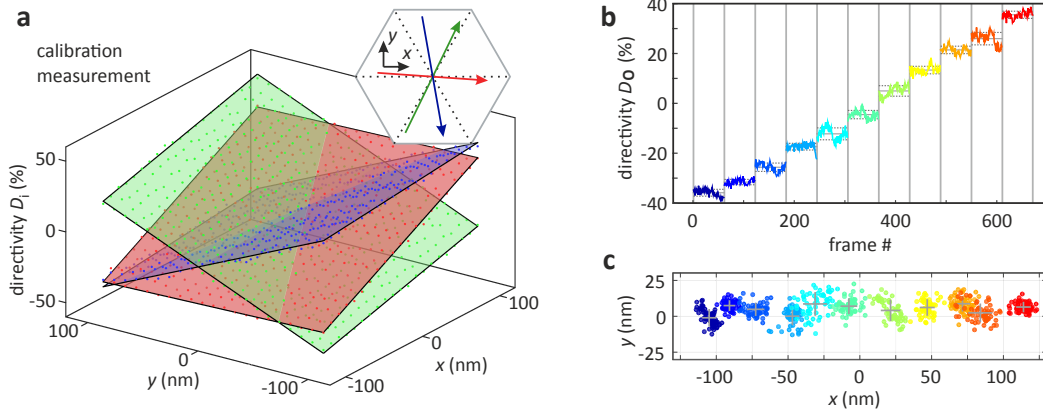 a
calibration
measurement
y
x
60
0
-50
directivity Di (%)
100
0
-100
y (nm)
100
0
-100
x (nm)
b
40
20
0
-20
-40
directivity Do (%)
0
200
400
600
frame #
c
25
0
-25
y (nm)
-100
-50
0
50
100
x (nm)